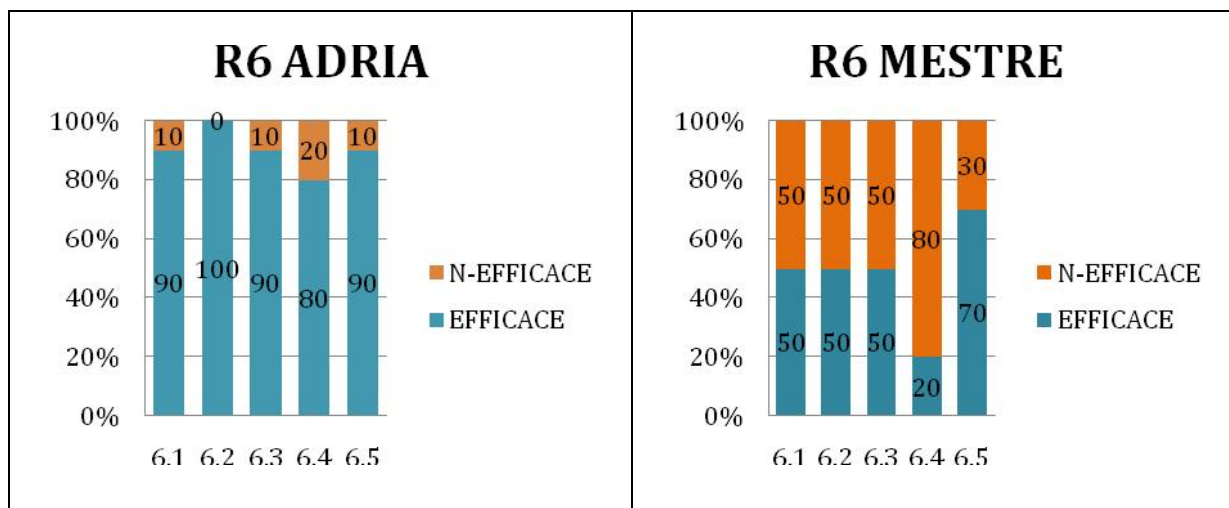 R6 ADRIA
100%
80%
60%
40%
20%
0%
10 0 10 20 10
90 100 90 80 90
N-EFFICACE
EFFICACE
6.1 6.2 6.3 6.4 6.5
R6 MESTRE
100%
80%
60%
40%
20%
0%
50 50 50 80 30
50 50 50 20 70
N-EFFICACE
EFFICACE
6.1 6.2 6.3 6.4 6.5